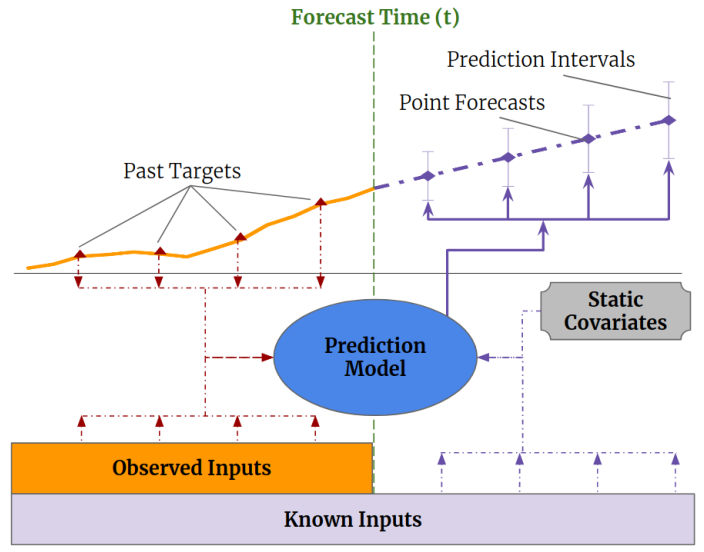 Forecast Time (t)
Prediction Intervals
Point Forecasts
Past Targets
Static
Covariates
Prediction
Model
Observed Inputs
Known Inputs